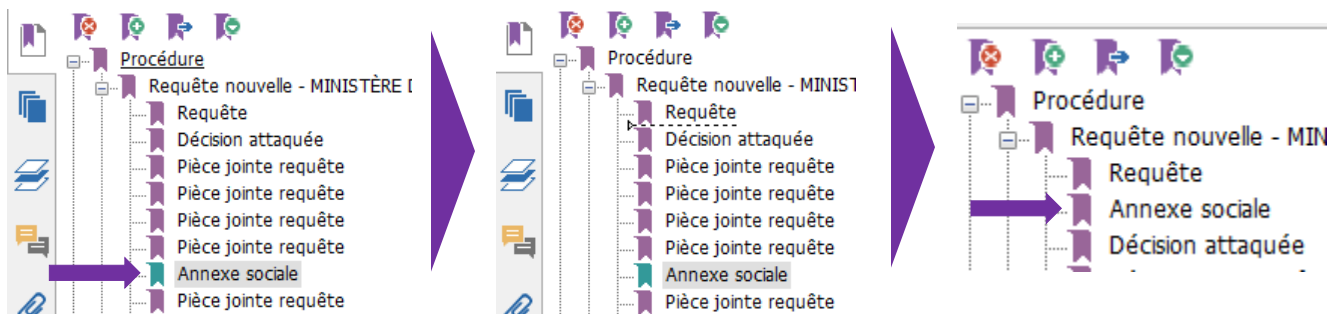 Procédure
Requête nouvelle - MINISTÈRE
Requête
Décision attaquée
Pièce jointe requête
Pièce jointe requête
Pièce jointe requête
Pièce jointe requête
Annexe sociale
Pièce jointe requête
Procédure
Requête nouvelle - MINIST
Requête
Décision attaquée
Pièce jointe requête
Pièce jointe requête
Pièce jointe requête
Pièce jointe requête
Annexe sociale
Pièce jointe requête
Procédure
Requête nouvelle - MIN
Requête
Annexe sociale
Décision attaquée